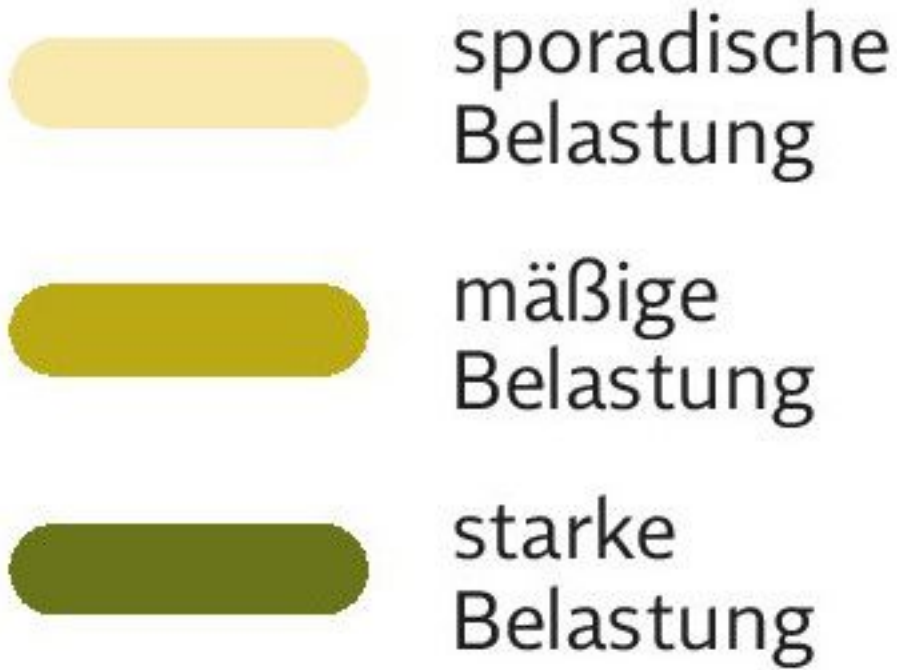 sporadische
Belastung
mäßige
Belastung
starke
Belastung